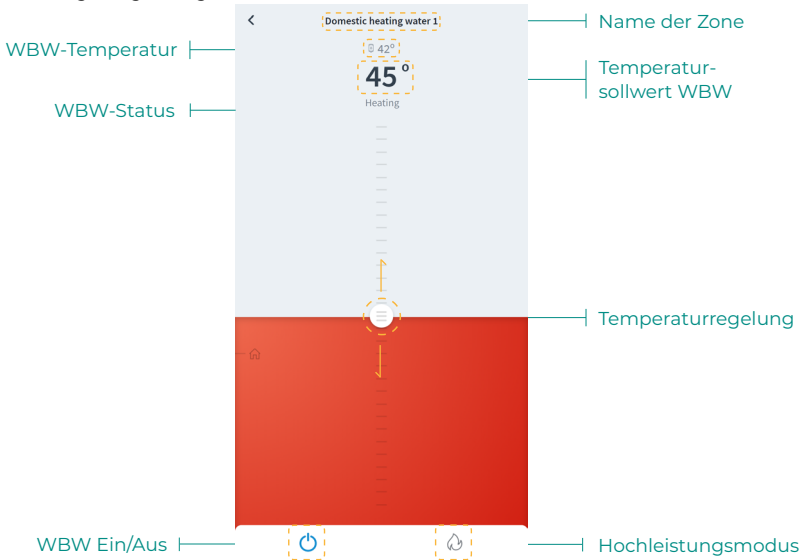 Domestic heating water 1
Name der Zone
WBW-Temperatur
42°
45°
Temperatur-
sollwert WBW
WBW-Status
Heating
Temperaturregelung
WBW Ein/Aus
Hochleistungsmodus